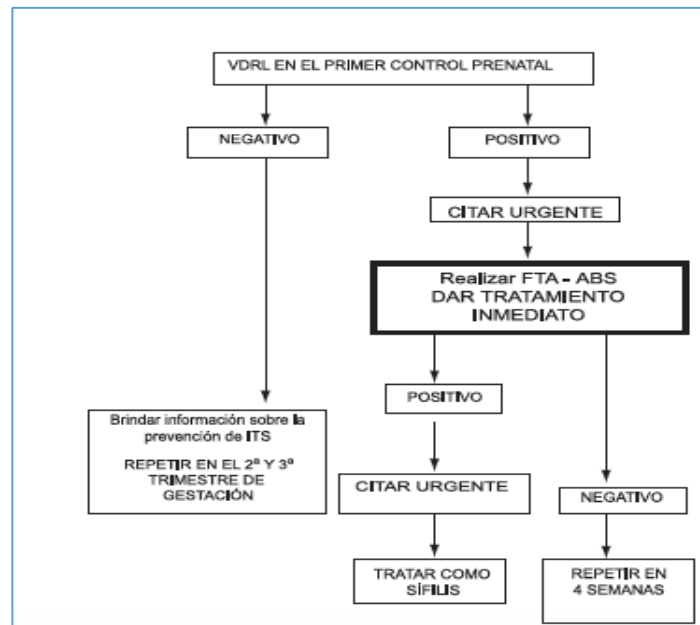 VDRL EN EL PRIMER CONTROL PRENATAL
NEGATIVO
POSITIVO
CITAR URGENTE
Realizar FTA - ABS
DAR TRATAMIENTO
INMEDIATO
POSITIVO
Brindar información sobre la
prevención de ITS
REPETIR EN EL 2ª Y 3ª
TRIMESTRE DE
GESTACIÓN
CITAR URGENTE
NEGATIVO
TRATAR COMO
SÍFILIS
REPETIR EN
4 SEMANAS